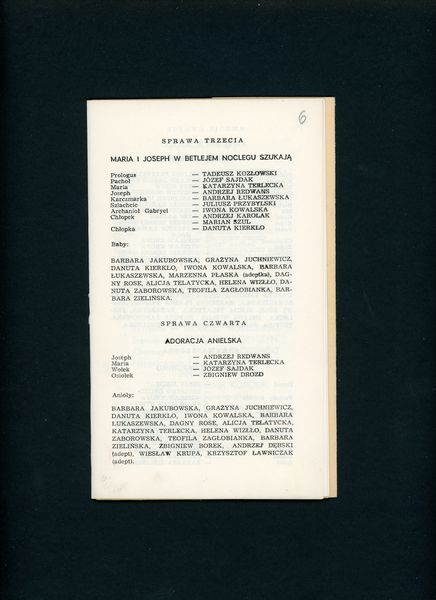 6
SPRAWA TRZECIA
MARIA I JOSEPH W BETLEJEM NOCLEGU SZUKAJĄ
Prologus — TADEUSZ KOZŁOWSKI
Pachoł — JÓZEF SAJDAK
Maria — KATARZYNA TERLECKA
Joseph — ANDRZEJ REDWANS
Karczmarka — BARBARA ŁUKASZEWSKA
Szlachcic — JULIUSZ PRZYBYLSKI
Archanioł Gabryel — IWONA KOWALSKA
Chłopek — ANDRZEJ KAROLAK
— MARIAN SZUL
Chłopka — DANUTA KIERKLO
Baby:
BARBARA JAKUBOWSKA, GRAŻYNA JUCHNIEWICZ,
DANUTA KIERKLO, IWONA KOWALSKA, BARBARA
ŁUKASZEWSKA, MARZENNA PŁASKA (adeptka), DAG-
NY ROSE, ALICJA TELATYCKA, HELENA WIZŁŁO, DA-
NUTA ZABOROWSKA, TEOFILA ZAGŁOBIANKA, BAR-
BARA ZIELIŃSKA.
SPRAWA CZWARTA
ADORACJA ANIELSKA
Joseph — ANDRZEJ REDWANS
Maria — KATARZYNA TERLECKA
Wołek — JÓZEF SAJDAK
Osiołek — ZBIGNIEW DROZD
Anioły:
BARBARA JAKUBOWSKA, GRAŻYNA JUCHNIEWICZ,
DANUTA KIERKLO, IWONA KOWALSKA, BARBARA
ŁUKASZEWSKA, DAGNY ROSE, ALICJA TELATYCKA,
KATARZYNA TERLECKA, HELENA WIZŁŁO, DANUTA
ZABOROWSKA, TEOFILA ZAGŁOBIANKA, BARBARA
ZIELIŃSKA, ZBIGNIEW BOREK, ANDRZEJ DĘBSKI
(adept), WIESŁAW KRUPA, KRZYSZTOF ŁAWNICZAK
(adept).